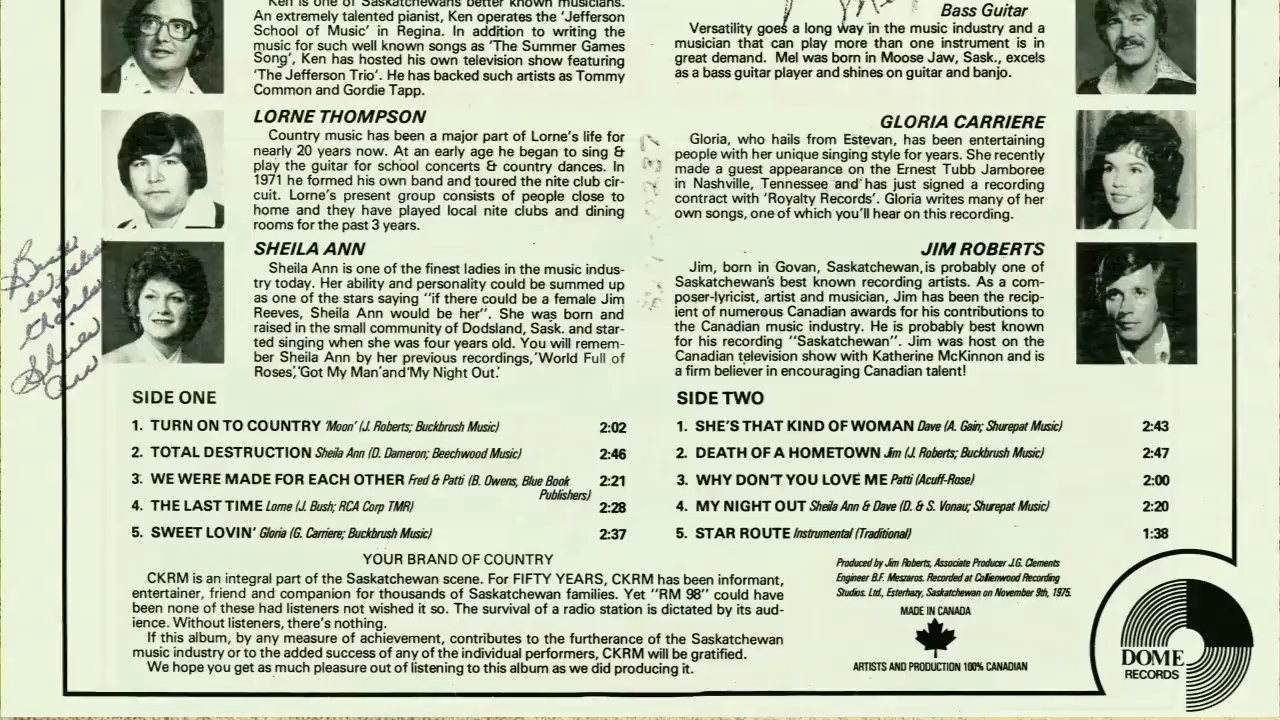 Ken is one of Saskatchewans better known musicians.
An extremely talented pianist, Ken operates the 'Jefferson
School of Music' in Regina. In addition to writing the
music for such well known songs as 'The Summer Games
Song', Ken has hosted his own television show featuring
'The Jefferson Trio'. He has backed such artists as Tommy
Common and Gordie Tapp.
LORNE THOMPSON
Country music has been a major part of Lorne's life for
nearly 20 years now. At an early age he began to sing &
play the guitar for school concerts & country dances. In
1971 he formed his own band and toured the nite club cir-
cuit. Lorne's present group consists of people close to
home and they have played local nite clubs and dining
rooms for the past 3 years.
SHEILA ANN
Sheila Ann is one of the finest ladies in the music indus-
try today. Her ability and personality could be summed up
as one of the stars saying "if there could be a female Jim
Reeves, Sheila Ann would be her". She was born and
raised in the small community of Dodsland, Sask. and star-
ted singing when she was four years old. You will remem-
ber Sheila Ann by her previous recordings,'World Full of
Roses','Got My Man'and'My Night Out.'
Best
wishes
Sheila
Ann
Bass Guitar
Versatility goes a long way in the music industry and a
musician that can play more than one instrument is in
great demand. Mel was born in Moose Jaw, Sask., excels
as a bass guitar player and shines on guitar and banjo.
GLORIA CARRIERE
Gloria, who hails from Estevan, has been entertaining
people with her unique singing style for years. She recently
made a guest appearance on the Ernest Tubb Jamboree
in Nashville, Tennessee and has just signed a recording
contract with 'Royalty Records'. Gloria writes many of her
own songs, one of which you'll hear on this recording.
JIM ROBERTS
Jim, born in Govan, Saskatchewan, is probably one of
Saskatchewan's best known recording artists. As a com-
poser-lyricist, artist and musician, Jim has been the recip-
ient of numerous Canadian awards for his contributions to
the Canadian music industry. He is probably best known
for his recording "Saskatchewan". Jim was host on the
Canadian television show with Katherine McKinnon and is
a firm believer in encouraging Canadian talent!
SIDE ONE
1. TURN ON TO COUNTRY 'Moon' (J. Roberts; Buckbrush Music) 2:02
2. TOTAL DESTRUCTION Sheila Ann (D. Dameron; Beechwood Music) 2:46
3. WE WERE MADE FOR EACH OTHER Fred & Patti (B. Owens, Blue Book 2:21
Publishers)
4. THE LAST TIME Lorne (J. Bush; RCA Corp TMR) 2:28
5. SWEET LOVIN' Gloria (G. Carriere; Buckbrush Music) 2:37
SIDE TWO
1. SHE'S THAT KIND OF WOMAN Dave (A. Gain; Shurepat Music) 2:43
2. DEATH OF A HOMETOWN Jim (J. Roberts; Buckbrush Music) 2:47
3. WHY DON'T YOU LOVE ME Patti (Acuff-Rose) 2:00
4. MY NIGHT OUT Sheila Ann & Dave (D. & S. Vonau; Shurepat Music) 2:20
5. STAR ROUTE Instrumental (Traditional) 1:38
YOUR BRAND OF COUNTRY
CKRM is an integral part of the Saskatchewan scene. For FIFTY YEARS, CKRM has been informant,
entertainer, friend and companion for thousands of Saskatchewan families. Yet "RM 98" could have
been none of these had listeners not wished it so. The survival of a radio station is dictated by its aud-
ience. Without listeners, there's nothing.
If this album, by any measure of achievement, contributes to the furtherance of the Saskatchewan
music industry or to the added success of any of the individual performers, CKRM will be gratified.
We hope you get as much pleasure out of listening to this album as we did producing it.
Produced by Jim Roberts, Associate Producer J.G. Clements
Engineer B.F. Meszaros. Recorded at Collienwood Recording
Studios. Ltd., Esterhazy, Saskatchewan on November 9th, 1975.
MADE IN CANADA
ARTISTS AND PRODUCTION 100% CANADIAN
DOME
RECORDS